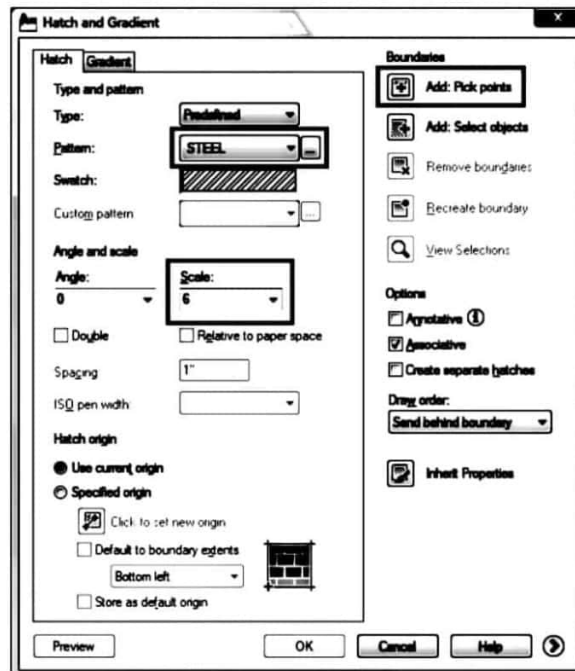 Hatch and Gradient
x
Hatch
Gradient
Type and pattern
Type:
Predefined
Pattern:
STEEL
...
Swatch:
Custom pattern
...
Angle and scale
Angle:
0
Scale:
6
Double
Relative to paper space
Spacing
1"
ISO pen width:
Hatch origin
Use current origin
Specified origin
Click to set new origin
Default to boundary extents
Bottom left
Store as default origin
Boundaries
Add: Pick points
Add: Select objects
Remove boundaries
Recreate boundary
View Selections
Options
Annotative
Associative
Create separate hatches
Draw order:
Send behind boundary
Inherit Properties
Preview
OK
Cancel
Help